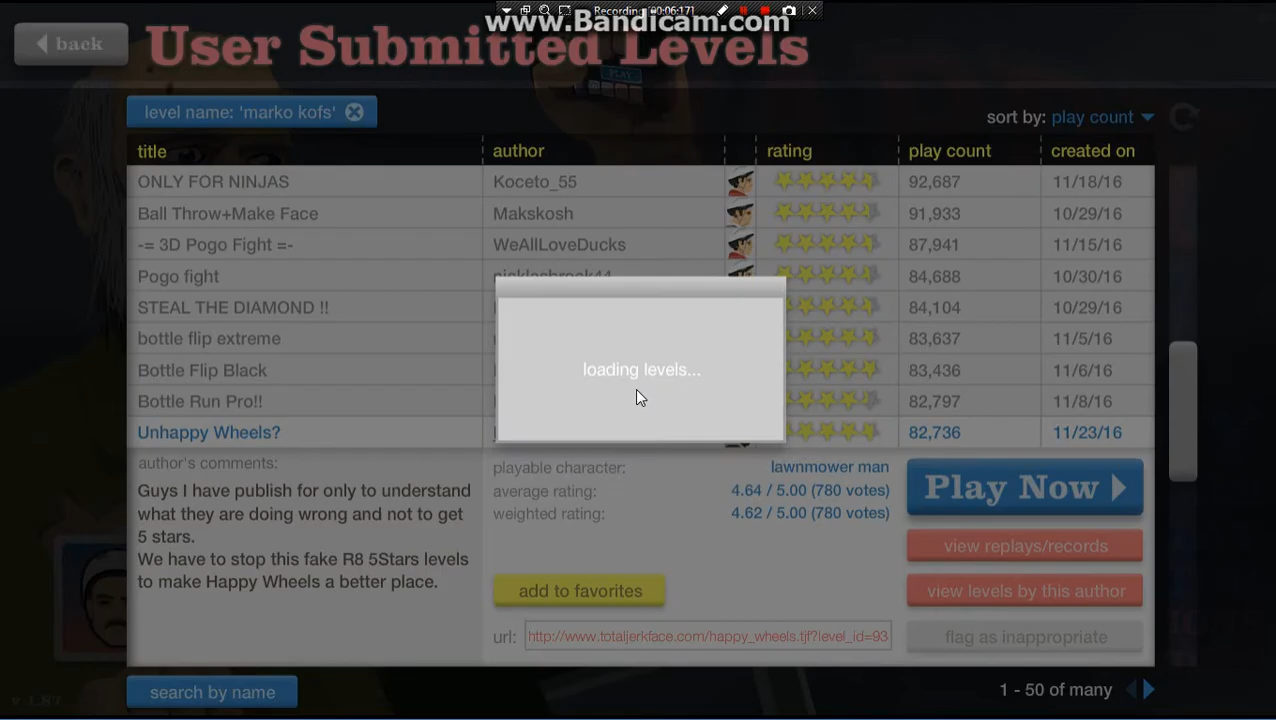 Recording [00:06:17]
www.Bandicam.com
back
User Submitted Levels
PLAY
level name: 'marko kofs'
sort by: play count
title author rating play count created on
ONLY FOR NINJAS Koceto_55 92,687 11/18/16
Ball Throw+Make Face Makskosh 91,933 10/29/16
-= 3D Pogo Fight =- WeAllLoveDucks 87,941 11/15/16
Pogo fight 84,688 10/30/16
STEAL THE DIAMOND !! 84,104 10/29/16
bottle flip extreme 83,637 11/5/16
Bottle Flip Black 83,436 11/6/16
Bottle Run Pro!! 82,797 11/8/16
Unhappy Wheels? 82,736 11/23/16
loading levels...
author's comments:
Guys I have publish for only to understand
what they are doing wrong and not to get
5 stars.
We have to stop this fake R8 5Stars levels
to make Happy Wheels a better place.
playable character: lawnmower man
average rating: 4.64 / 5.00 (780 votes)
weighted rating: 4.62 / 5.00 (780 votes)
add to favorites
url: http://www.totaljerkface.com/happy_wheels.tjf?level_id=93
Play Now
view replays/records
view levels by this author
flag as inappropriate
search by name
1 - 50 of many